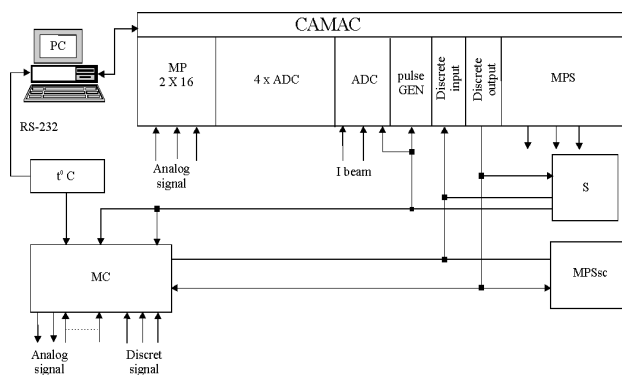 CAMAC
PC
MP
2 X 16
4 x ADC
ADC
pulse
GEN
Discrete
input
Discrete
output
MPS
RS-232
Analog
signal
I beam
t⁰ C
S
MC
MPSsc
Analog
signal
Discret
signal